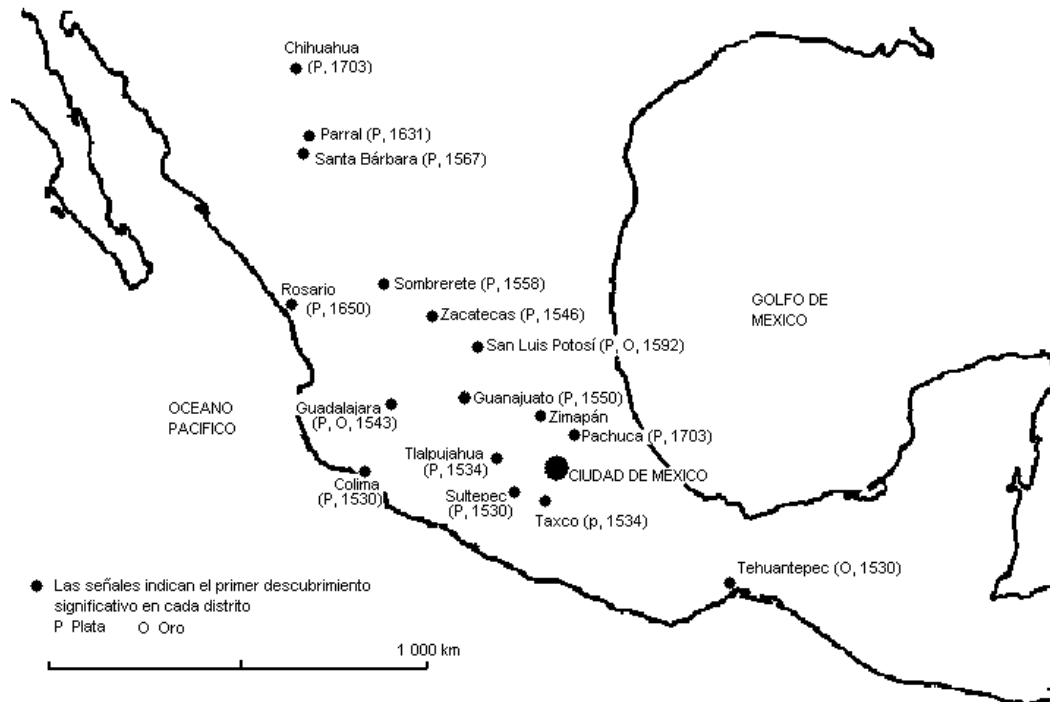 Chihuahua
(P, 1703)
Parral (P, 1631)
Santa Bárbara (P, 1567)
Sombrerete (P, 1558)
Rosario
(P, 1650)
Zacatecas (P, 1546)
GOLFO DE
MEXICO
San Luis Potosí (P, O, 1592)
Guanajuato (P, 1550)
OCEANO
PACIFICO
Guadalajara
(P, O, 1543)
Zimapán
Pachuca (P, 1703)
Tlalpujahua
(P, 1534)
CIUDAD DE MÉXICO
Colima
(P, 1530)
Sultepec
(P, 1530)
Taxco (p, 1534)
Tehuantepec (O, 1530)
Las señales indican el primer descubrimiento
significativo en cada distrito
P Plata O Oro
1 000 km